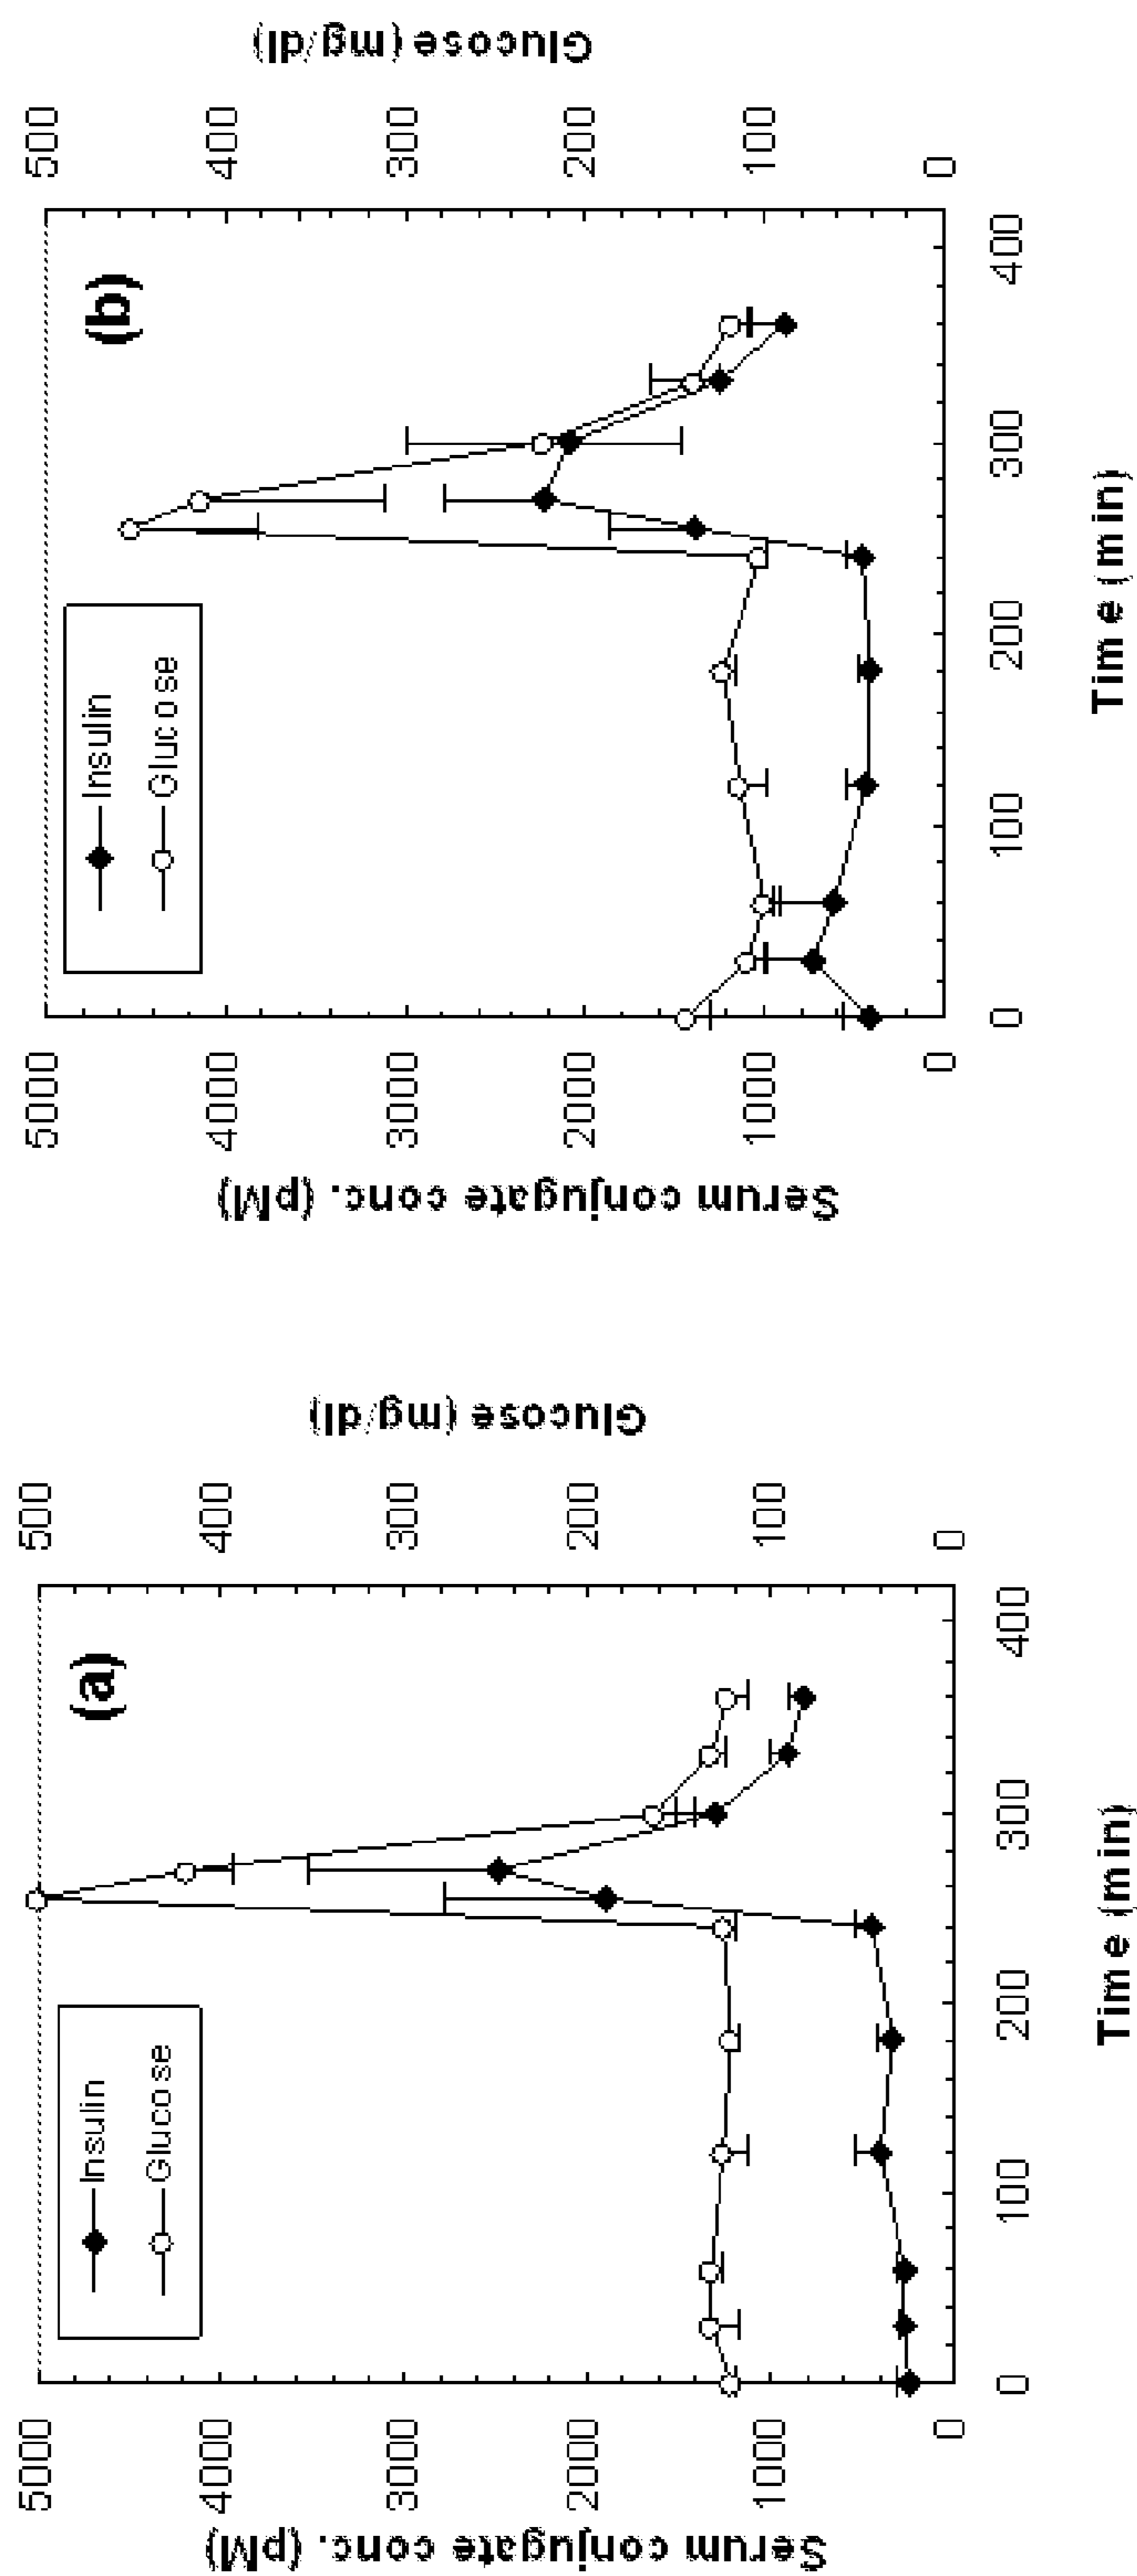 (a)
Insulin
Glucose
Serum conjugate conc. (pM)
5000
4000
3000
2000
1000
0
Glucose (mg/dl)
500
400
300
200
100
0
0
100
200
300
400
Time (min)
(b)
Insulin
Glucose
Serum conjugate conc. (pM)
5000
4000
3000
2000
1000
0
Glucose (mg/dl)
500
400
300
200
100
0
0
100
200
300
400
Time (min)